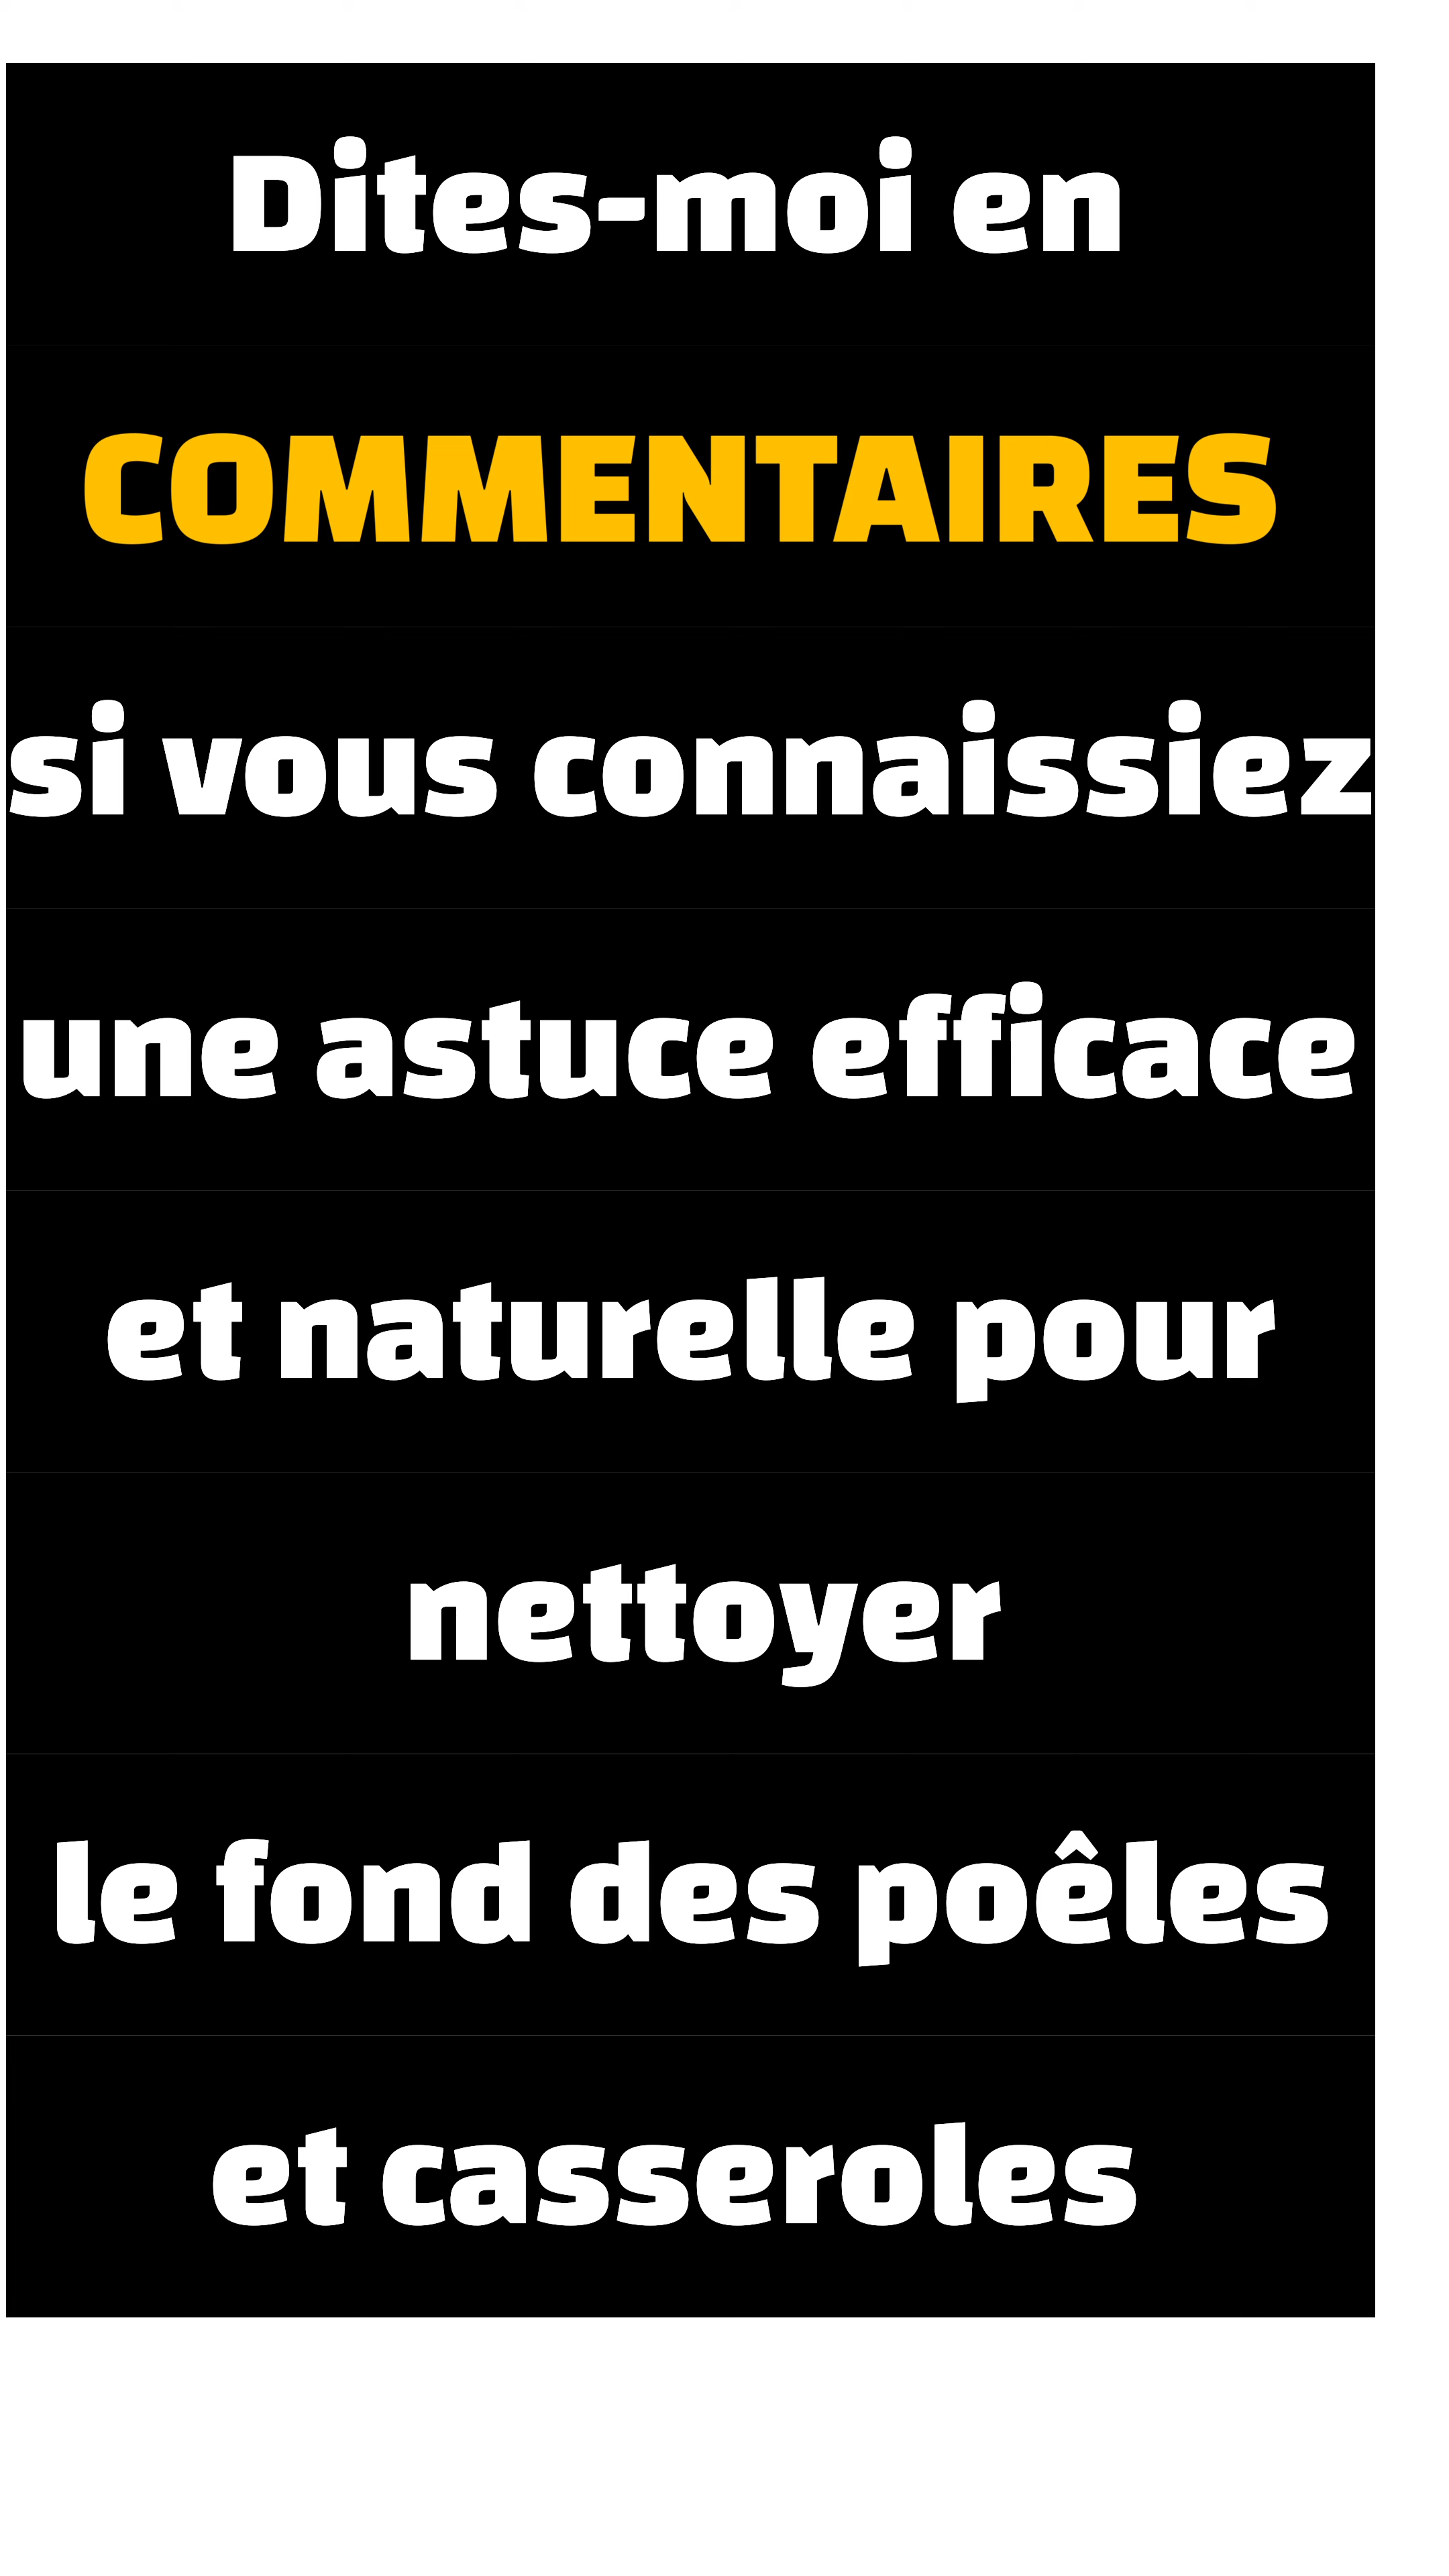 Dites-moi en
COMMENTAIRES
si vous connaissiez
une astuce efficace
et naturelle pour
nettoyer
le fond des poêles
et casseroles